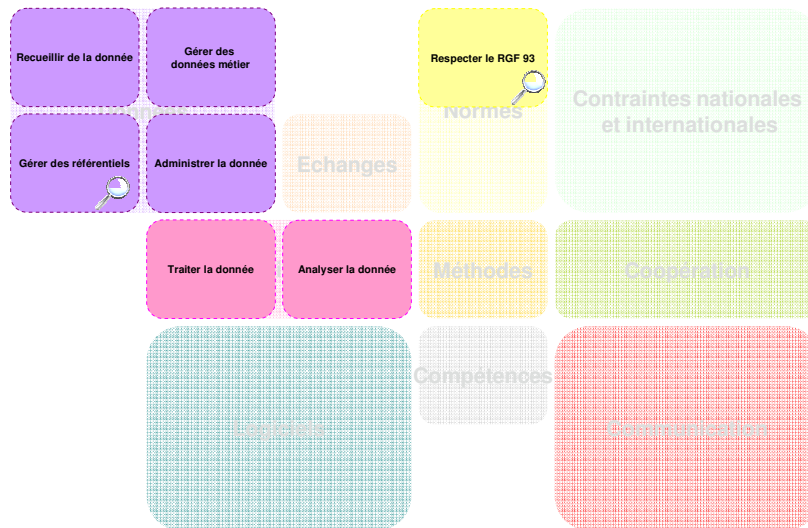 Recueillir de la donnée
Gérer des
données métier
Respecter le RGF 93
Normes
Contraintes nationales
et internationales
Gérer des référentiels
Administrer la donnée
Echanges
Traiter la donnée
Analyser la donnée
Méthodes
Coopération
Compétences
Logiciels
Communication